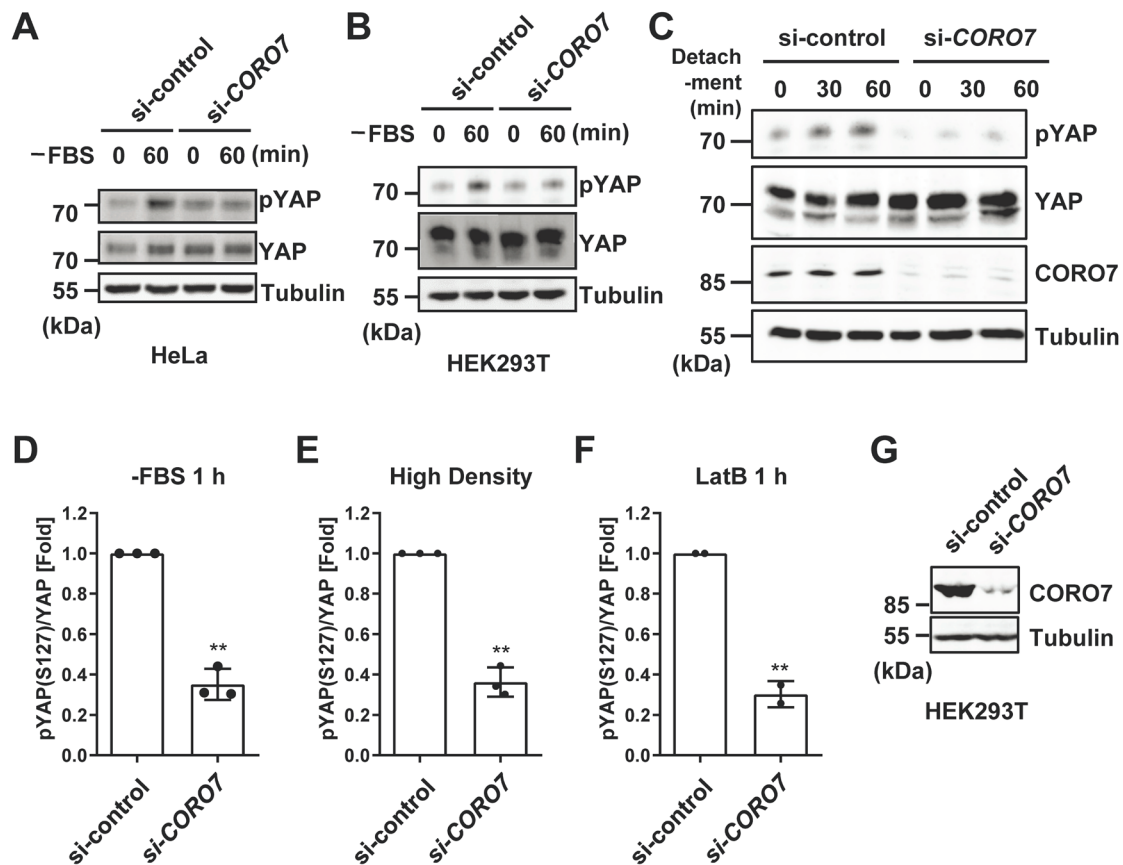 A
si-control
si-CORO7
−FBS 0 60 0 60 (min)
pYAP
70
YAP
70
55 Tubulin
(kDa)
HeLa
B
si-control
si-CORO7
−FBS 0 60 0 60 (min)
pYAP
70
YAP
70
55 Tubulin
(kDa)
HEK293T
C
si-control si-CORO7
Detach
-ment
(min)
0 30 60 0 30 60
70 pYAP
70 YAP
85 CORO7
55 Tubulin
(kDa)
D
-FBS 1 h
pYAP(S127)/YAP [Fold]
1.2
1.0
0.8
0.6
0.4
0.2
0.0
**
si-control
si-CORO7
E
High Density
pYAP(S127)/YAP [Fold]
1.2
1.0
0.8
0.6
0.4
0.2
0.0
**
si-control
si-CORO7
F
LatB 1 h
pYAP(S127)/YAP [Fold]
1.2
1.0
0.8
0.6
0.4
0.2
0.0
**
si-control
si-CORO7
G
si-control
si-CORO7
CORO7
85
55 Tubulin
(kDa)
HEK293T